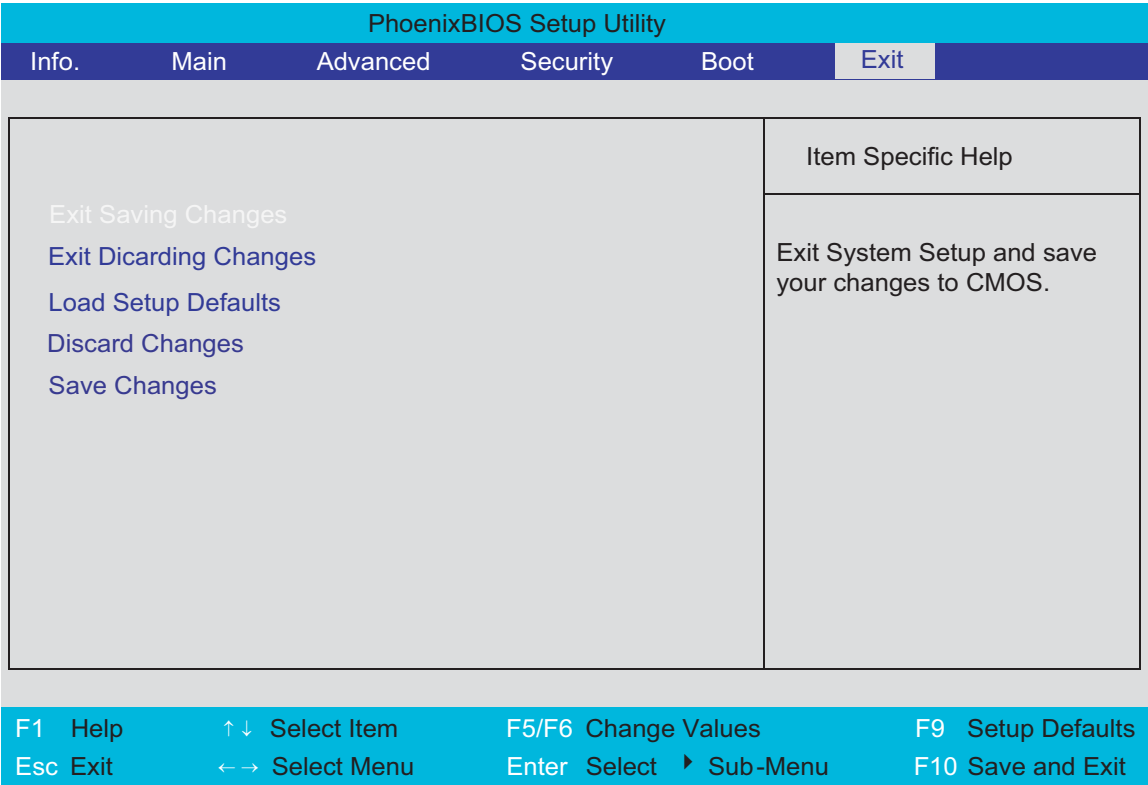 PhoenixBIOS Setup Utility
Info. Main Advanced Security Boot Exit
Item Specific Help
Exit Saving Changes
Exit Dicarding Changes
Load Setup Defaults
Discard Changes
Save Changes
Exit System Setup and save
your changes to CMOS.
F1 Help ↑↓ Select Item F5/F6 Change Values F9 Setup Defaults
Esc Exit ←→ Select Menu Enter Select ▸ Sub-Menu F10 Save and Exit